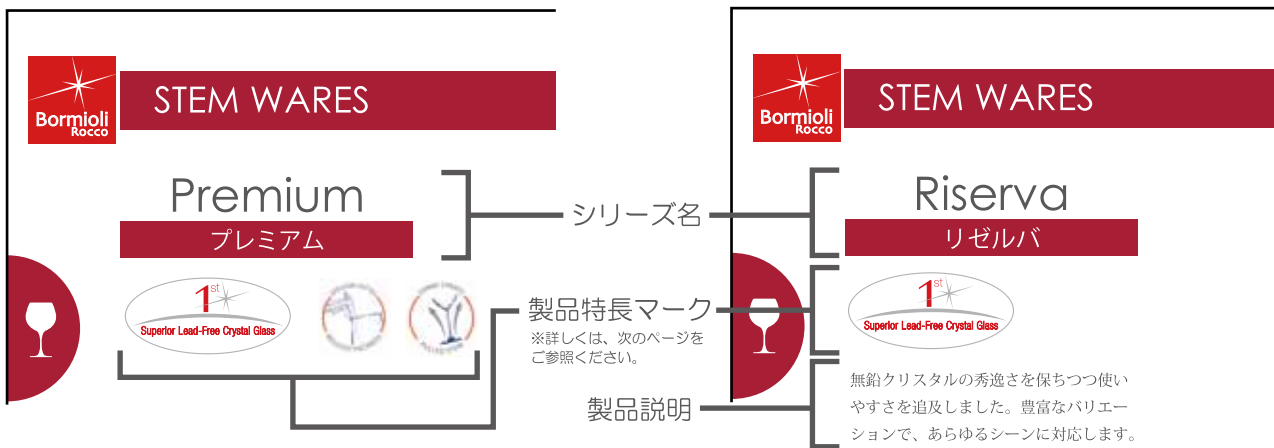 Bormioli
Rocco
STEM WARES
Premium
プレミアム
1st
Superior Lead-Free Crystal Glass
シリーズ名
製品特長マーク
※詳しくは、次のページを
ご参照ください。
製品説明
Bormioli
Rocco
STEM WARES
Riserva
リゼルバ
1st
Superior Lead-Free Crystal Glass
無鉛クリスタルの秀逸さを保ちつつ使い
やすさを追及しました。豊富なバリエー
ションで、あらゆるシーンに対応します。